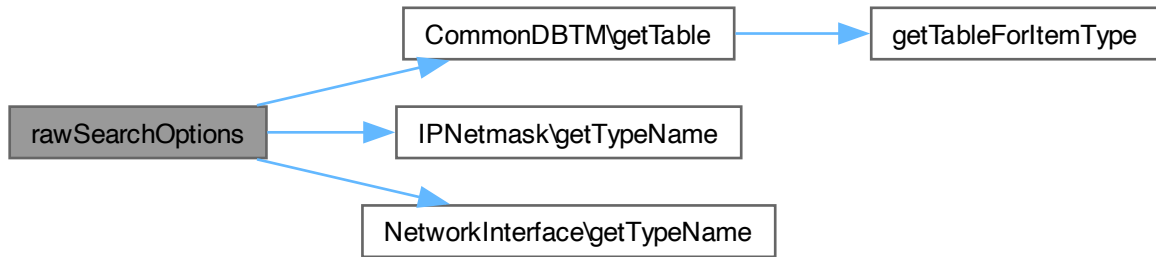 CommonDBTM\getTable
getTableForItemType
rawSearchOptions
IPNetmask\getTypeName
NetworkInterface\getTypeName